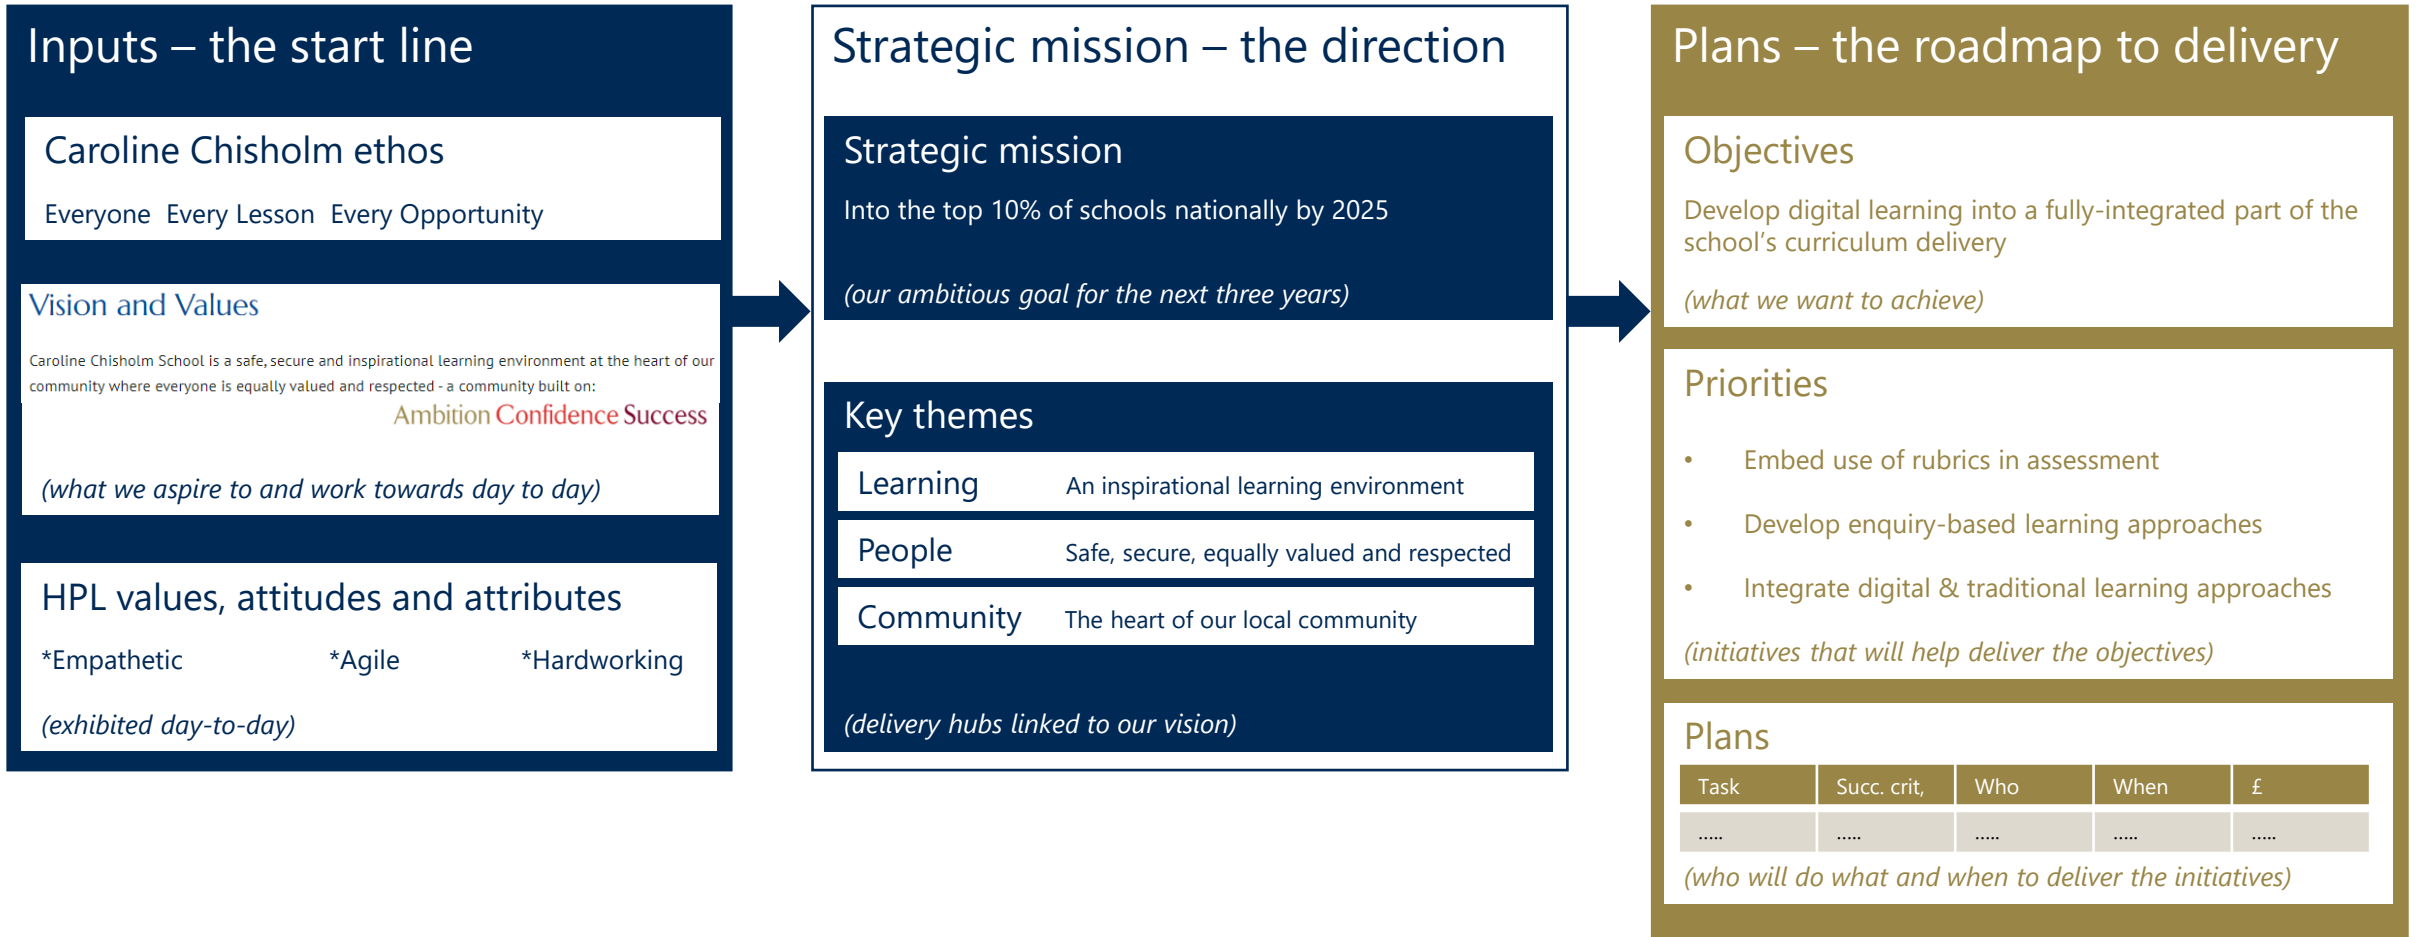 Inputs – the start line
Caroline Chisholm ethos
Everyone Every Lesson Every Opportunity
Vision and Values
Caroline Chisholm School is a safe, secure and inspirational learning environment at the heart of our
community where everyone is equally valued and respected - a community built on:
Ambition Confidence Success
(what we aspire to and work towards day to day)
HPL values, attitudes and attributes
*Empathetic *Agile *Hardworking
(exhibited day-to-day)
Strategic mission – the direction
Strategic mission
Into the top 10% of schools nationally by 2025
(our ambitious goal for the next three years)
Key themes
Learning An inspirational learning environment
People Safe, secure, equally valued and respected
Community The heart of our local community
(delivery hubs linked to our vision)
Plans – the roadmap to delivery
Objectives
Develop digital learning into a fully-integrated part of the
school’s curriculum delivery
(what we want to achieve)
Priorities
• Embed use of rubrics in assessment
• Develop enquiry-based learning approaches
• Integrate digital & traditional learning approaches
(initiatives that will help deliver the objectives)
Plans
Task Succ. crit, Who When £
..... ..... ..... ..... .....
(who will do what and when to deliver the initiatives)